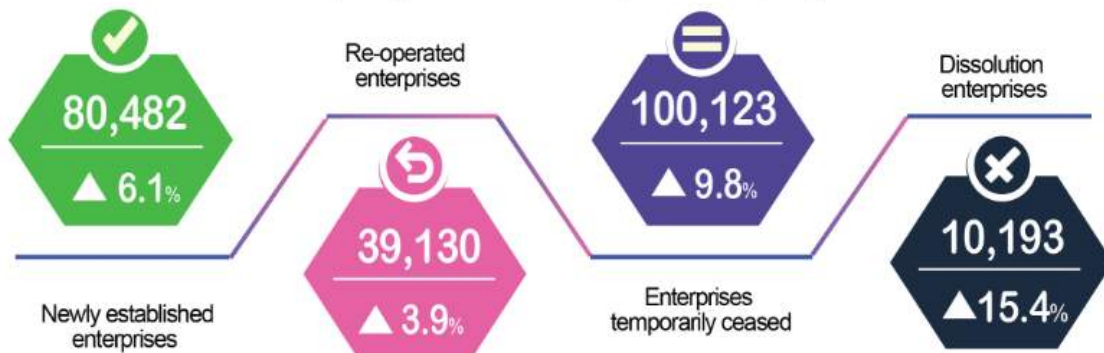 80,482
▲ 6.1%
Newly established
enterprises
Re-operated
enterprises
39,130
▲ 3.9%
100,123
▲ 9.8%
Enterprises
temporarily ceased
Dissolution
enterprises
10,193
▲15.4%